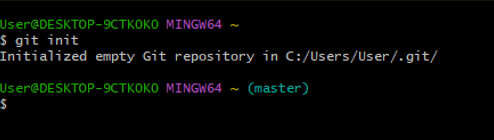 User@DESKTOP-9CTKOKO MINGW64 ~
$ git init
Initialized empty Git repository in C:/Users/User/.git/
User@DESKTOP-9CTKOKO MINGW64 ~ (master)
$